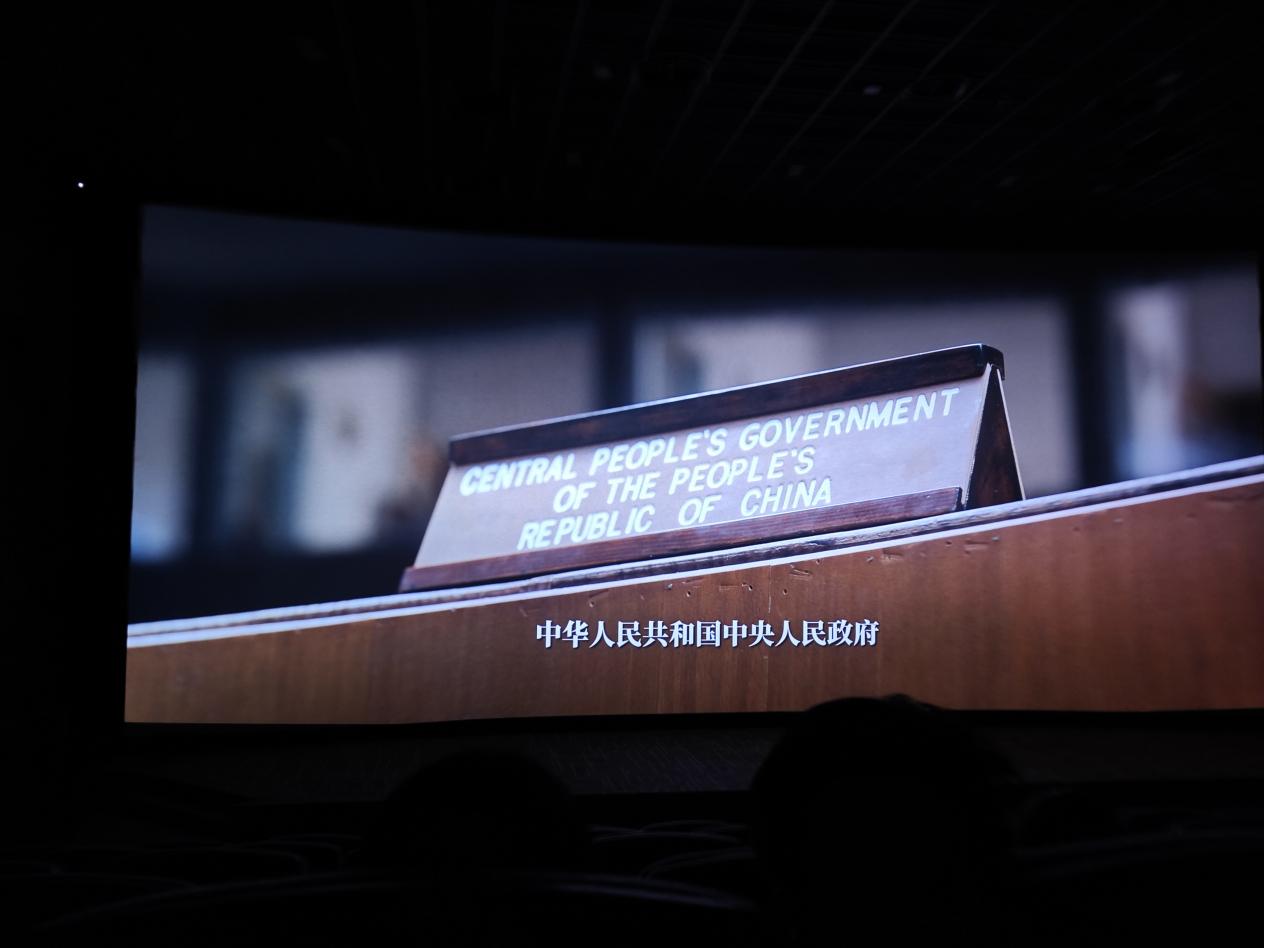 CENTRAL PEOPLE'S GOVERNMENT
OF THE PEOPLE'S
REPUBLIC OF CHINA
中华人民共和国中央人民政府